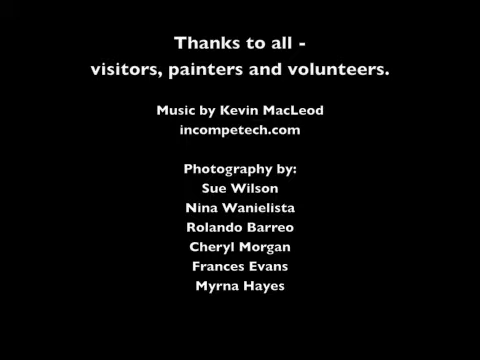 Thanks to all -
visitors, painters and volunteers.
Music by Kevin MacLeod
incompetech.com
Photography by:
Sue Wilson
Nina Wanielista
Rolando Barreo
Cheryl Morgan
Frances Evans
Myrna Hayes